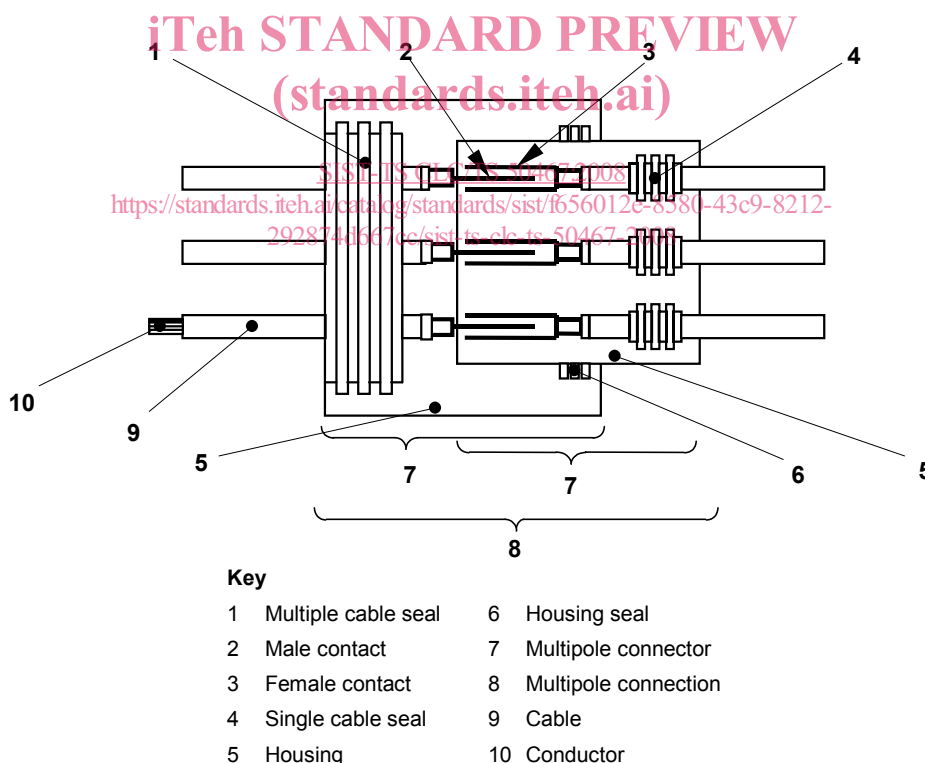 iTeh STANDARD PREVIEW
1 2 3 4
(standards.iteh.ai)
SIST-TS CLC/TS 50467:2008
https://standards.iteh.ai/catalog/standards/sist/f656012e-8580-43c9-8212-
292874d667cc/sist-ts-clc-ts-50467-2008
10
9
5 7 7 6 5
8
Key
1 Multiple cable seal 6 Housing seal
2 Male contact 7 Multipole connector
3 Female contact 8 Multipole connection
4 Single cable seal 9 Cable
5 Housing 10 Conductor